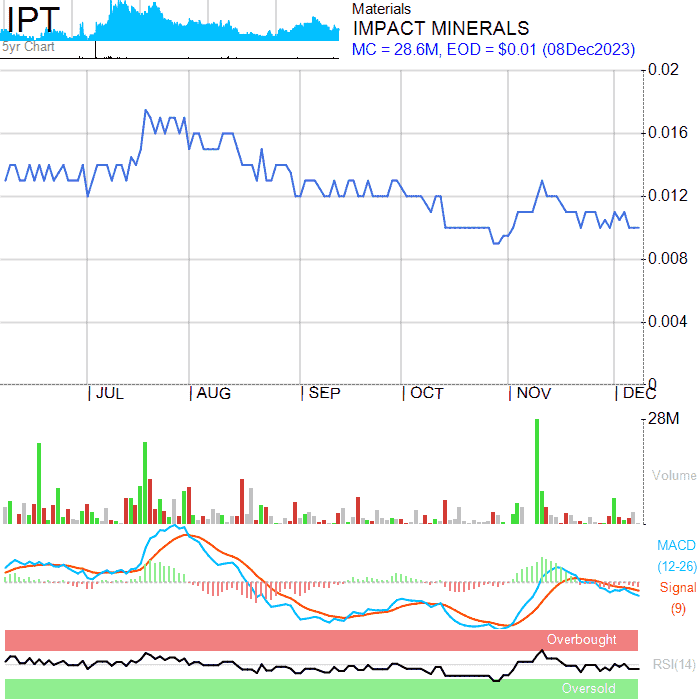 IPT
5yr Chart
Materials
IMPACT MINERALS
MC = 28.6M, EOD = $0.01 (08Dec2023)
0.02
0.016
0.012
0.008
0.004
0
JUL AUG SEP OCT NOV DEC
28M
Volume
MACD
(12-26)
Signal
(9)
Overbought
RSI(14)
Oversold